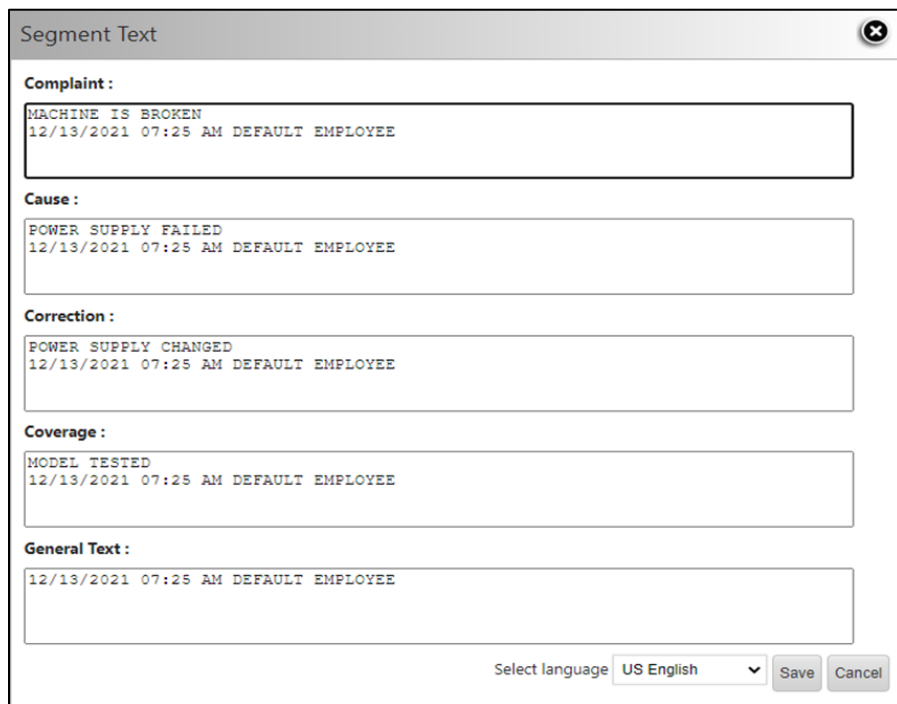 Segment Text
Complaint :
MACHINE IS BROKEN
12/13/2021 07:25 AM DEFAULT EMPLOYEE
Cause :
POWER SUPPLY FAILED
12/13/2021 07:25 AM DEFAULT EMPLOYEE
Correction :
POWER SUPPLY CHANGED
12/13/2021 07:25 AM DEFAULT EMPLOYEE
Coverage :
MODEL TESTED
12/13/2021 07:25 AM DEFAULT EMPLOYEE
General Text :
12/13/2021 07:25 AM DEFAULT EMPLOYEE
Select language US English Save Cancel